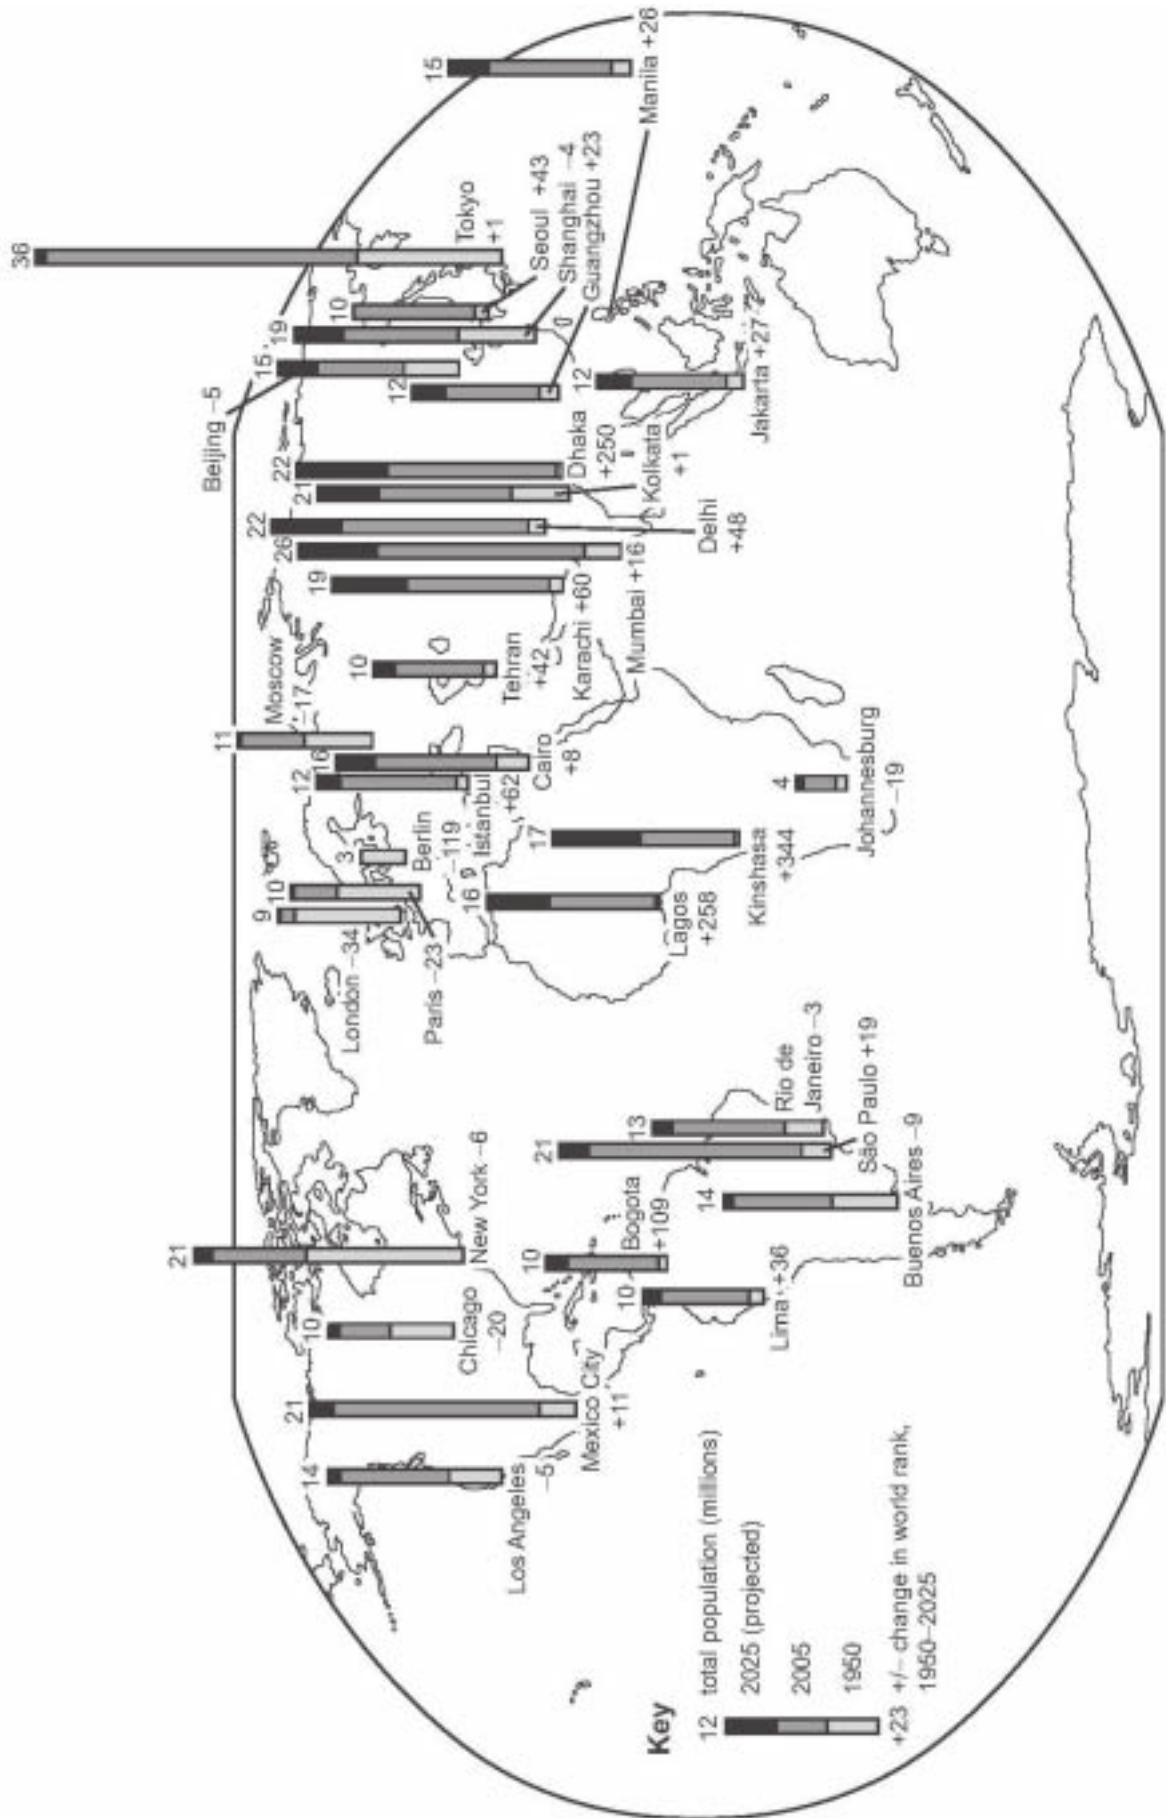 36
15
10
19
15
Beijing –5
12
Tokyo
+1
Seoul +43
Shanghai –4
Guangzhou +23
Manila +26
12
Jakarta +27
22
21
22
26
19
Dhaka
+250
Kolkata
+1
Delhi
+48
Mumbai +16
Karachi +60
10
Tehran
+42
Moscow
–17
11
16
12
Cairo
+8
Istanbul
+62
3
Berlin
–119
10
9
London –34
Paris –23
16
Lagos
+258
17
Kinshasa
+344
4
Johannesburg
–19
21
New York –6
10
Chicago
–20
21
Mexico City
+11
14
Los Angeles
–5
10
Bogota
+109
10
Lima +36
13
Rio de
Janeiro –3
21
São Paulo +19
14
Buenos Aires –9
Key
12 total population (millions)
2025 (projected)
2005
1950
+23 +/– change in world rank,
1950–2025